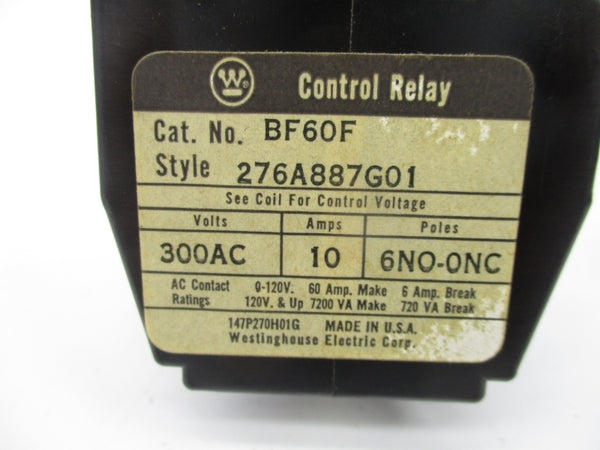 W ® Control Relay
Cat. No. BF60F
Style 276A887G01
See Coil For Control Voltage
Volts Amps Poles
300AC 10 6NO-0NC
AC Contact 0-120V. 60 Amp. Make 6 Amp. Break
Ratings 120V. & Up 7200 VA Make 720 VA Break
147P270H01G MADE IN U.S.A.
Westinghouse Electric Corp.